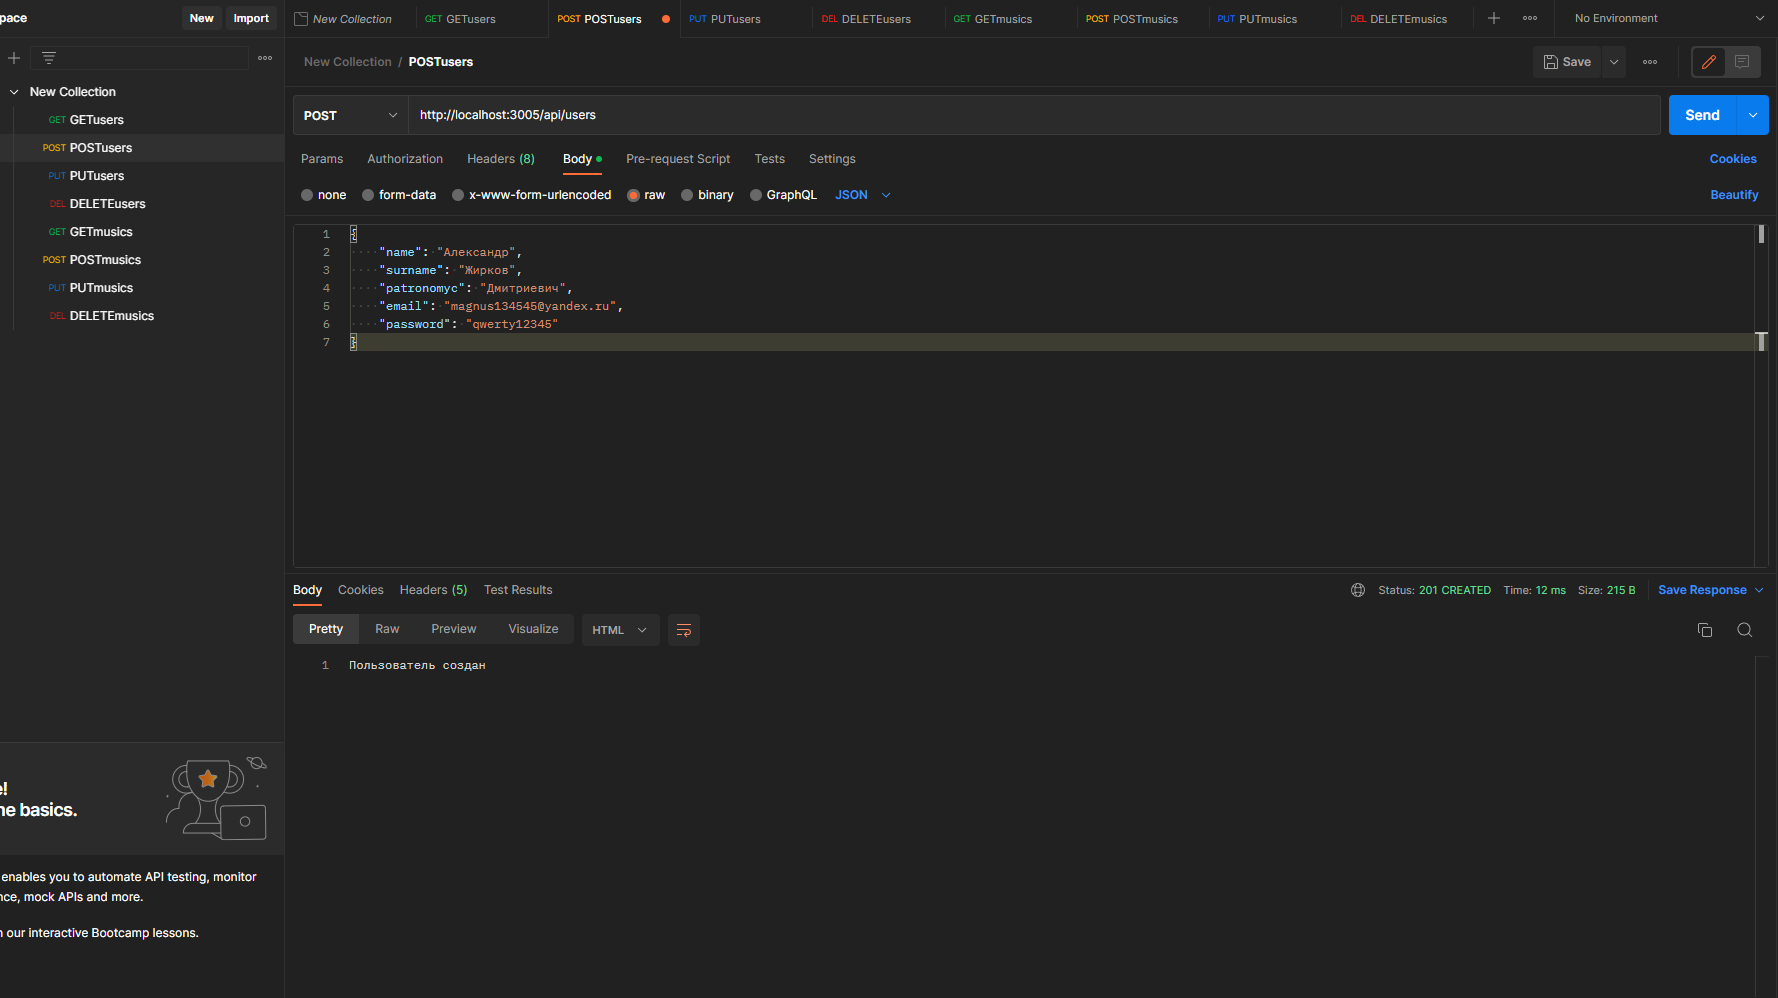 pace
New Import
New Collection
GET GETusers
POST POSTusers
PUT PUTusers
DEL DELETEusers
GET GETmusics
POST POSTmusics
PUT PUTmusics
DEL DELETEmusics
No Environment
New Collection
GET GETusers
POST POSTusers
PUT PUTusers
DEL DELETEusers
GET GETmusics
POST POSTmusics
PUT PUTmusics
DEL DELETEmusics
e!
ne basics.
enables you to automate API testing, monitor
nce, mock APIs and more.
n our interactive Bootcamp lessons.
New Collection / POSTusers
Save
POST http://localhost:3005/api/users Send
Params Authorization Headers (8) Body Pre-request Script Tests Settings Cookies
none form-data x-www-form-urlencoded raw binary GraphQL JSON Beautify
1 {
2 "name": "Александр",
3 "surname": "Жирков",
4 "patronomyc": "Дмитриевич",
5 "email": "magnus134545@yandex.ru",
6 "password": "qwerty12345"
7 }
Body Cookies Headers (5) Test Results Status: 201 CREATED Time: 12 ms Size: 215 B Save Response
Pretty Raw Preview Visualize HTML
1 Пользователь создан